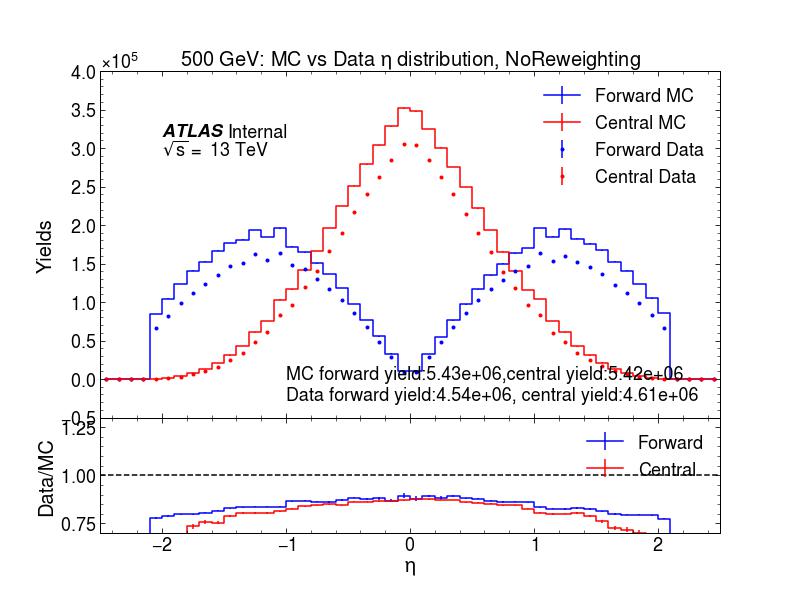 ×10⁵
500 GeV: MC vs Data η distribution, NoReweighting
4.0
3.5
3.0
2.5
2.0
1.5
1.0
0.5
0.0
0.5
Yields
ATLAS Internal
√s = 13 TeV
Forward MC
Central MC
Forward Data
Central Data
MC forward yield:5.43e+06,central yield:5.42e+06
Data forward yield:4.54e+06, central yield:4.61e+06
1.25
1.00
0.75
Data/MC
Forward
Central
−2 −1 0 1 2
η